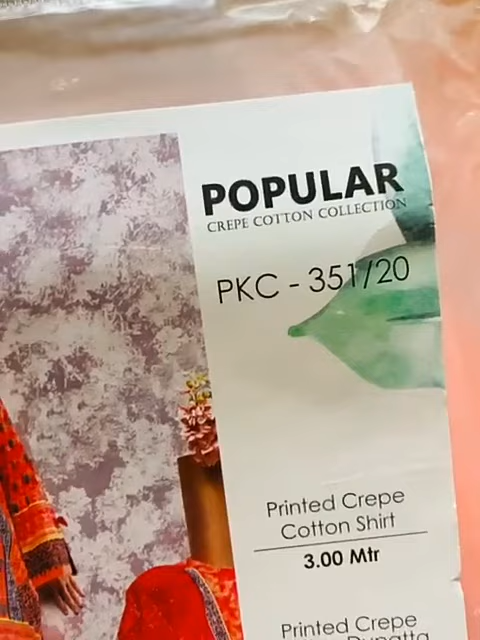 POPULAR
CREPE COTTON COLLECTION
PKC - 351/20
Printed Crepe
Cotton Shirt
3.00 Mtr
Printed Crepe
Dupatta